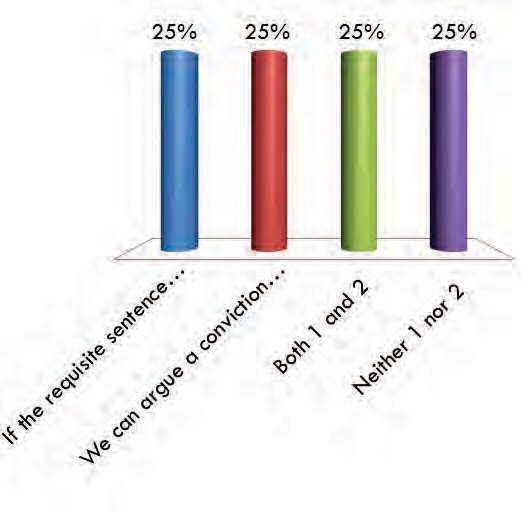 25% 25% 25% 25%
If the requisite sentence...
We can argue a conviction...
Both 1 and 2
Neither 1 nor 2